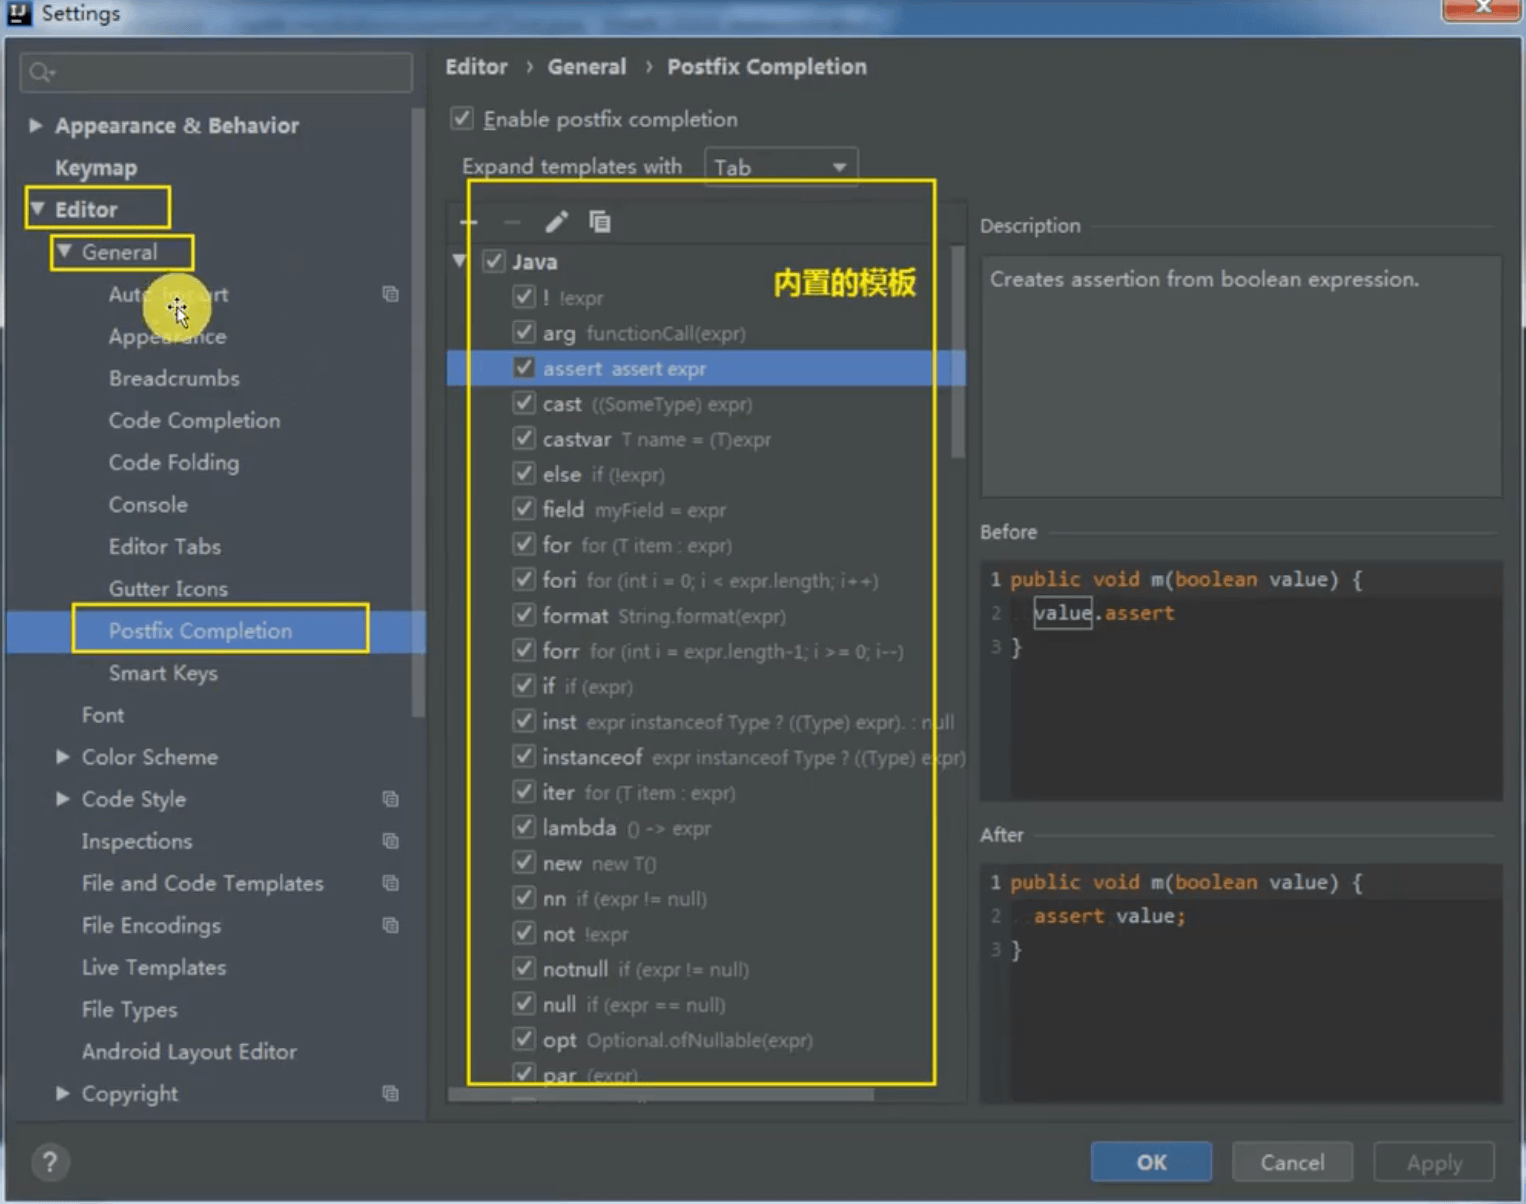 Settings
Appearance & Behavior
Keymap
Editor
General
Auto Import
Appearance
Breadcrumbs
Code Completion
Code Folding
Console
Editor Tabs
Gutter Icons
Postfix Completion
Smart Keys
Font
Color Scheme
Code Style
Inspections
File and Code Templates
File Encodings
Live Templates
File Types
Android Layout Editor
Copyright
Editor › General › Postfix Completion
Enable postfix completion
Expand templates with Tab
内置的模板
Java
! !expr
arg functionCall(expr)
assert assert expr
cast ((SomeType) expr)
castvar T name = (T)expr
else if (!expr)
field myField = expr
for for (T item : expr)
fori for (int i = 0; i < expr.length; i++)
format String.format(expr)
forr for (int i = expr.length-1; i >= 0; i--)
if if (expr)
inst expr instanceof Type ? ((Type) expr). : null
instanceof expr instanceof Type ? ((Type) expr)
iter for (T item : expr)
lambda () -> expr
new new T()
nn if (expr != null)
not !expr
notnull if (expr != null)
null if (expr == null)
opt Optional.ofNullable(expr)
par (expr)
Description
Creates assertion from boolean expression.
Before
1 public void m(boolean value) {
2 value.assert
3 }
After
1 public void m(boolean value) {
2 assert value;
3 }
?
OK
Cancel
Apply